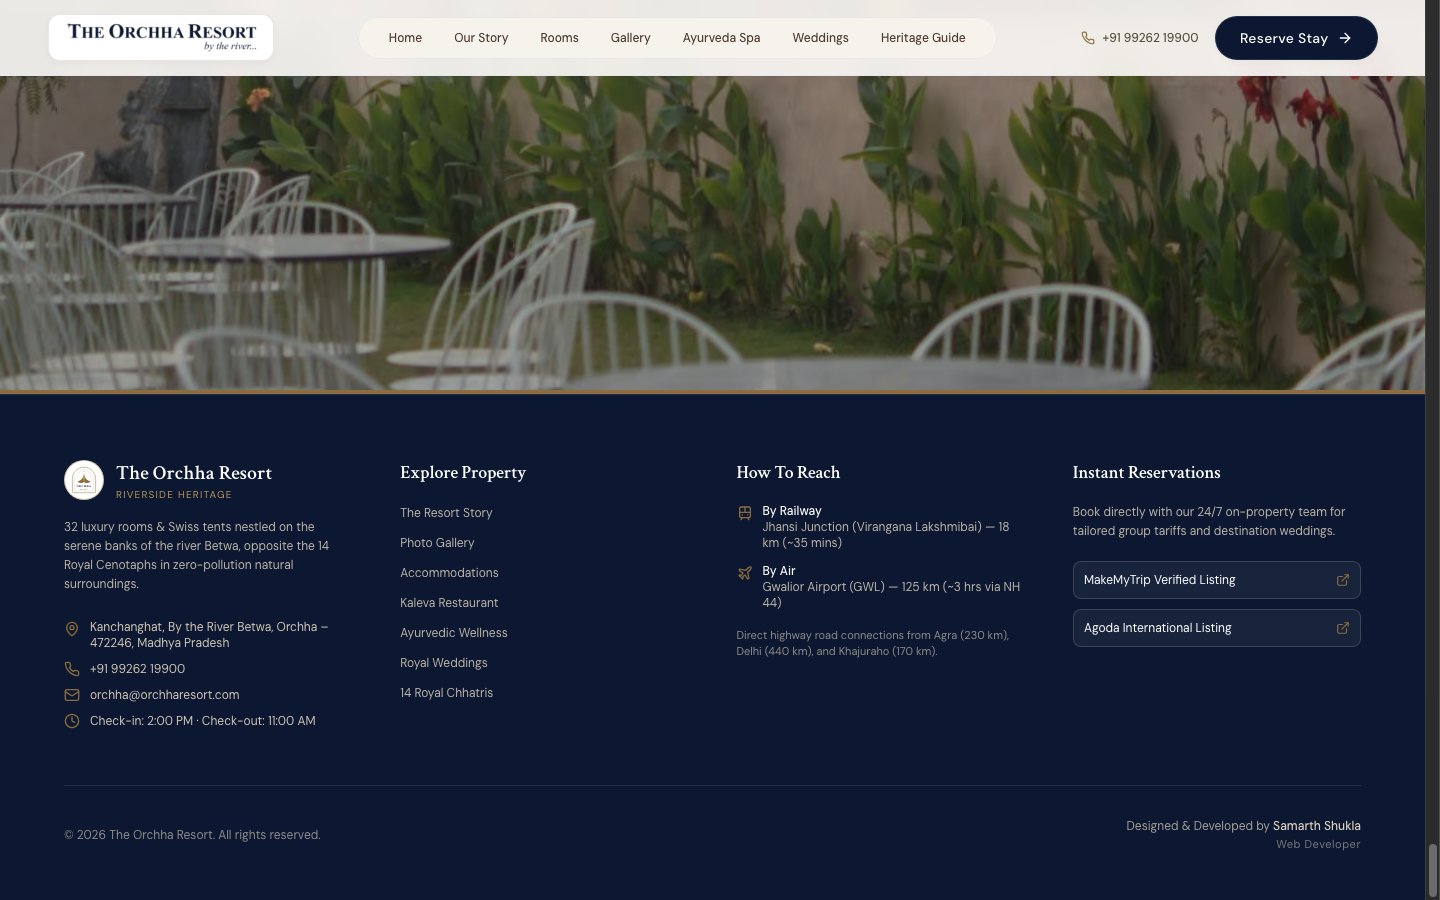 THE ORCHHA RESORT
by the river...
Home
Our Story
Rooms
Gallery
Ayurveda Spa
Weddings
Heritage Guide
+91 99262 19900
Reserve Stay
The Orchha Resort
RIVERSIDE HERITAGE
32 luxury rooms & Swiss tents nestled on the
serene banks of the river Betwa, opposite the 14
Royal Cenotaphs in zero-pollution natural
surroundings.
Kanchanghat, By the River Betwa, Orchha –
472246, Madhya Pradesh
+91 99262 19900
orchha@orchharesort.com
Check-in: 2:00 PM · Check-out: 11:00 AM
Explore Property
The Resort Story
Photo Gallery
Accommodations
Kaleva Restaurant
Ayurvedic Wellness
Royal Weddings
14 Royal Chhatris
How To Reach
By Railway
Jhansi Junction (Virangana Lakshmibai) — 18
km (~35 mins)
By Air
Gwalior Airport (GWL) — 125 km (~3 hrs via NH
44)
Direct highway road connections from Agra (230 km),
Delhi (440 km), and Khajuraho (170 km).
Instant Reservations
Book directly with our 24/7 on-property team for
tailored group tariffs and destination weddings.
MakeMyTrip Verified Listing
Agoda International Listing
© 2026 The Orchha Resort. All rights reserved.
Designed & Developed by Samarth Shukla
Web Developer